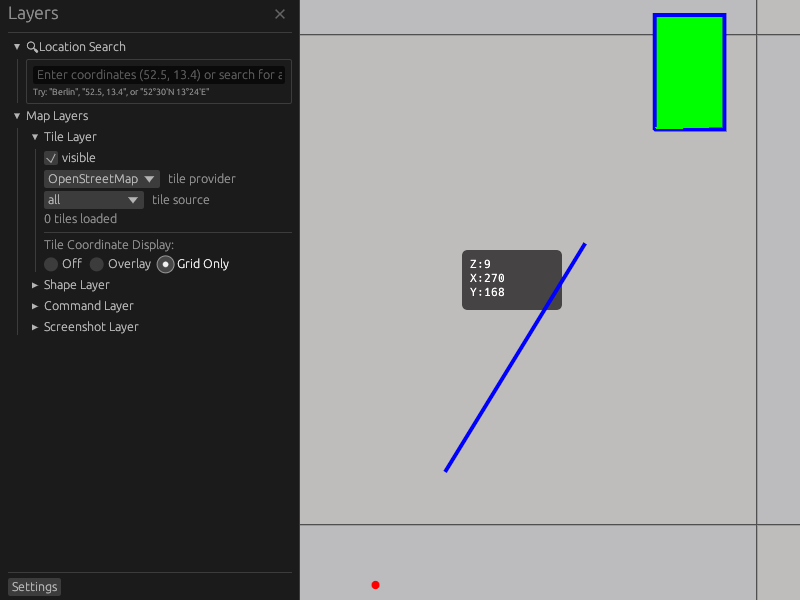 Layers
Location Search
Enter coordinates (52.5, 13.4) or search for a
Try: "Berlin", "52.5, 13.4", or "52°30'N 13°24'E"
Map Layers
Tile Layer
visible
OpenStreetMap tile provider
all tile source
0 tiles loaded
Tile Coordinate Display:
Off Overlay Grid Only
Shape Layer
Command Layer
Screenshot Layer
Settings
Z:9
X:270
Y:168